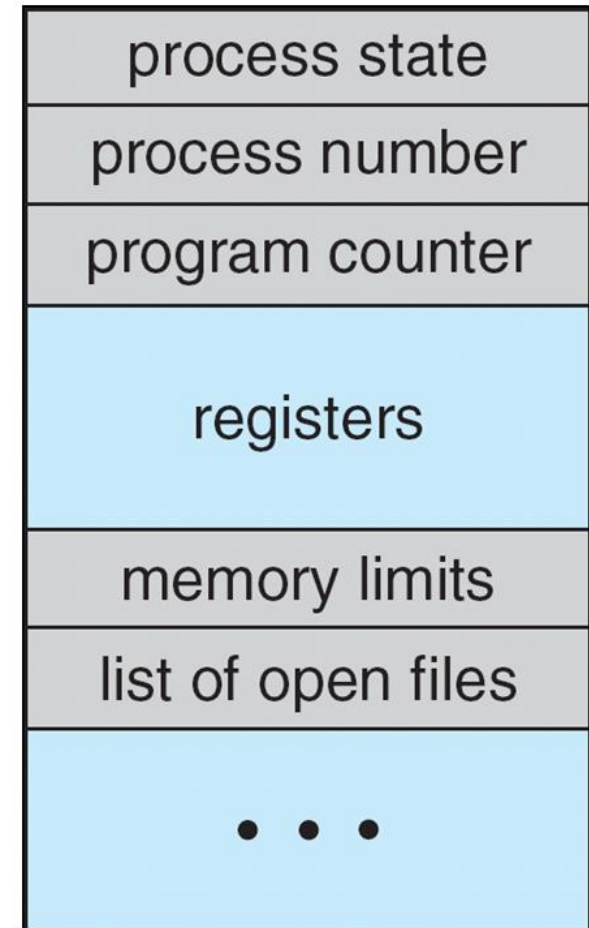 process state
process number
program counter
registers
memory limits
list of open files
• • •